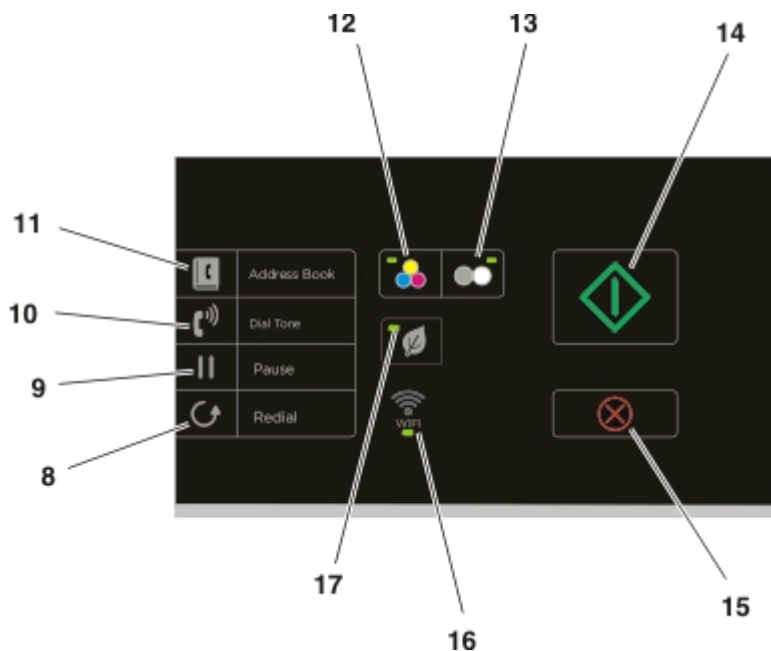 12 13 14
11 Address Book
10 Dial Tone
9 Pause
8 Redial
WIFI
17 16 15